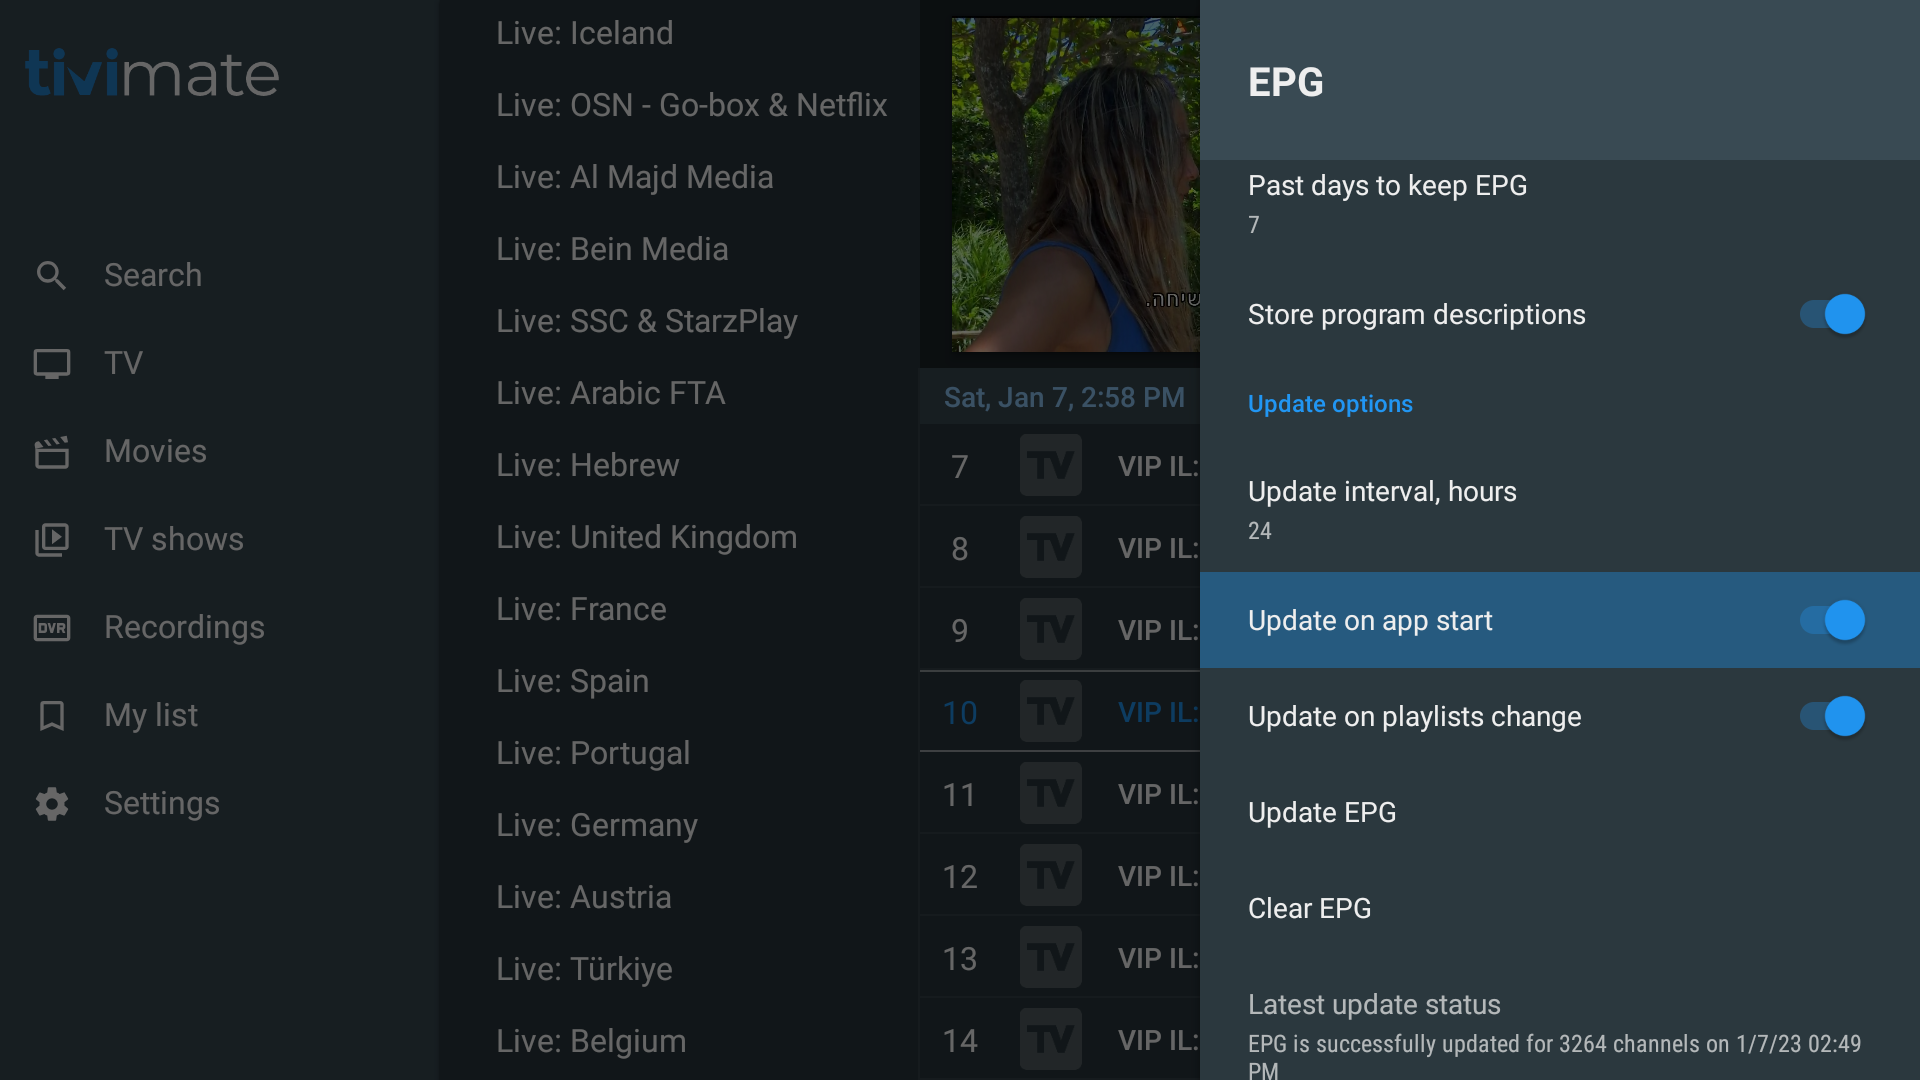 tivimate
Search
TV
Movies
TV shows
DVR
Recordings
My list
Settings
Live: Iceland
Live: OSN - Go-box & Netflix
Live: Al Majd Media
Live: Bein Media
Live: SSC & StarzPlay
Live: Arabic FTA
Live: Hebrew
Live: United Kingdom
Live: France
Live: Spain
Live: Portugal
Live: Germany
Live: Austria
Live: Türkiye
Live: Belgium
שיחה.
Sat, Jan 7, 2:58 PM
7 TV VIP IL:
8 TV VIP IL:
9 TV VIP IL:
10 TV VIP IL:
11 TV VIP IL:
12 TV VIP IL:
13 TV VIP IL:
14 TV VIP IL:
EPG
Past days to keep EPG
7
Store program descriptions
Update options
Update interval, hours
24
Update on app start
Update on playlists change
Update EPG
Clear EPG
Latest update status
EPG is successfully updated for 3264 channels on 1/7/23 02:49
PM